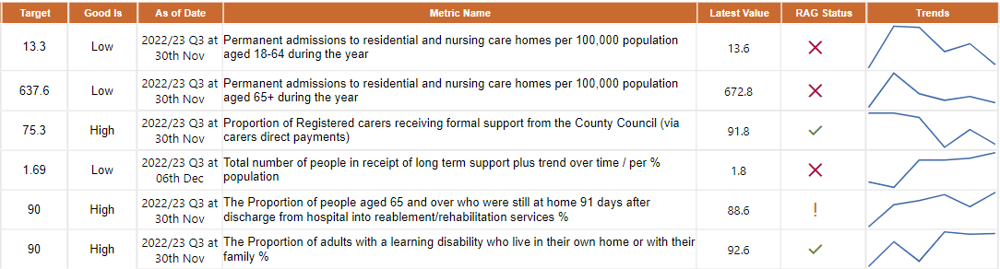 Target Good Is As of Date Metric Name Latest Value RAG Status Trends
13.3 Low 2022/23 Q3 at 30th Nov Permanent admissions to residential and nursing care homes per 100,000 population aged 18-64 during the year 13.6
637.6 Low 2022/23 Q3 at 30th Nov Permanent admissions to residential and nursing care homes per 100,000 population aged 65+ during the year 672.8
75.3 High 2022/23 Q3 at 30th Nov Proportion of Registered carers receiving formal support from the County Council (via carers direct payments) 91.8
1.69 Low 2022/23 Q3 at 06th Dec Total number of people in receipt of long term support plus trend over time / per % population 1.8
90 High 2022/23 Q3 at 30th Nov The Proportion of people aged 65 and over who were still at home 91 days after discharge from hospital into reablement/rehabilitation services % 88.6 !
90 High 2022/23 Q3 at 30th Nov The Proportion of adults with a learning disability who live in their own home or with their family % 92.6